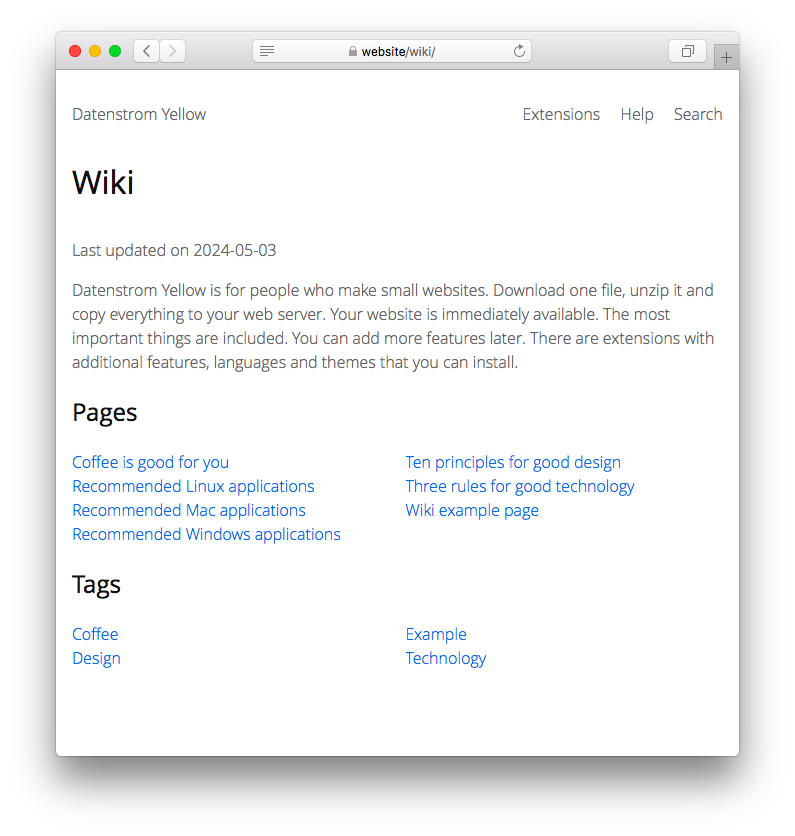 website/wiki/
Datenstrom Yellow
Extensions Help Search
Wiki
Last updated on 2024-05-03
Datenstrom Yellow is for people who make small websites. Download one file, unzip it and
copy everything to your web server. Your website is immediately available. The most
important things are included. You can add more features later. There are extensions with
additional features, languages and themes that you can install.
Pages
Coffee is good for you
Recommended Linux applications
Recommended Mac applications
Recommended Windows applications
Ten principles for good design
Three rules for good technology
Wiki example page
Tags
Coffee
Design
Example
Technology